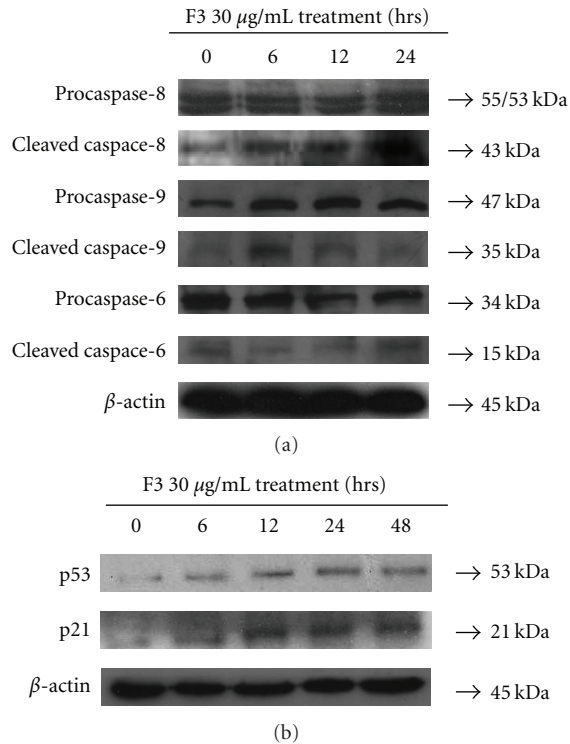 F3 30 μg/mL treatment (hrs)
0 6 12 24
Procaspase-8 → 55/53 kDa
Cleaved caspace-8 → 43 kDa
Procaspase-9 → 47 kDa
Cleaved caspace-9 → 35 kDa
Procaspase-6 → 34 kDa
Cleaved caspace-6 → 15 kDa
β-actin → 45 kDa
(a)
F3 30 μg/mL treatment (hrs)
0 6 12 24 48
p53 → 53 kDa
p21 → 21 kDa
β-actin → 45 kDa
(b)